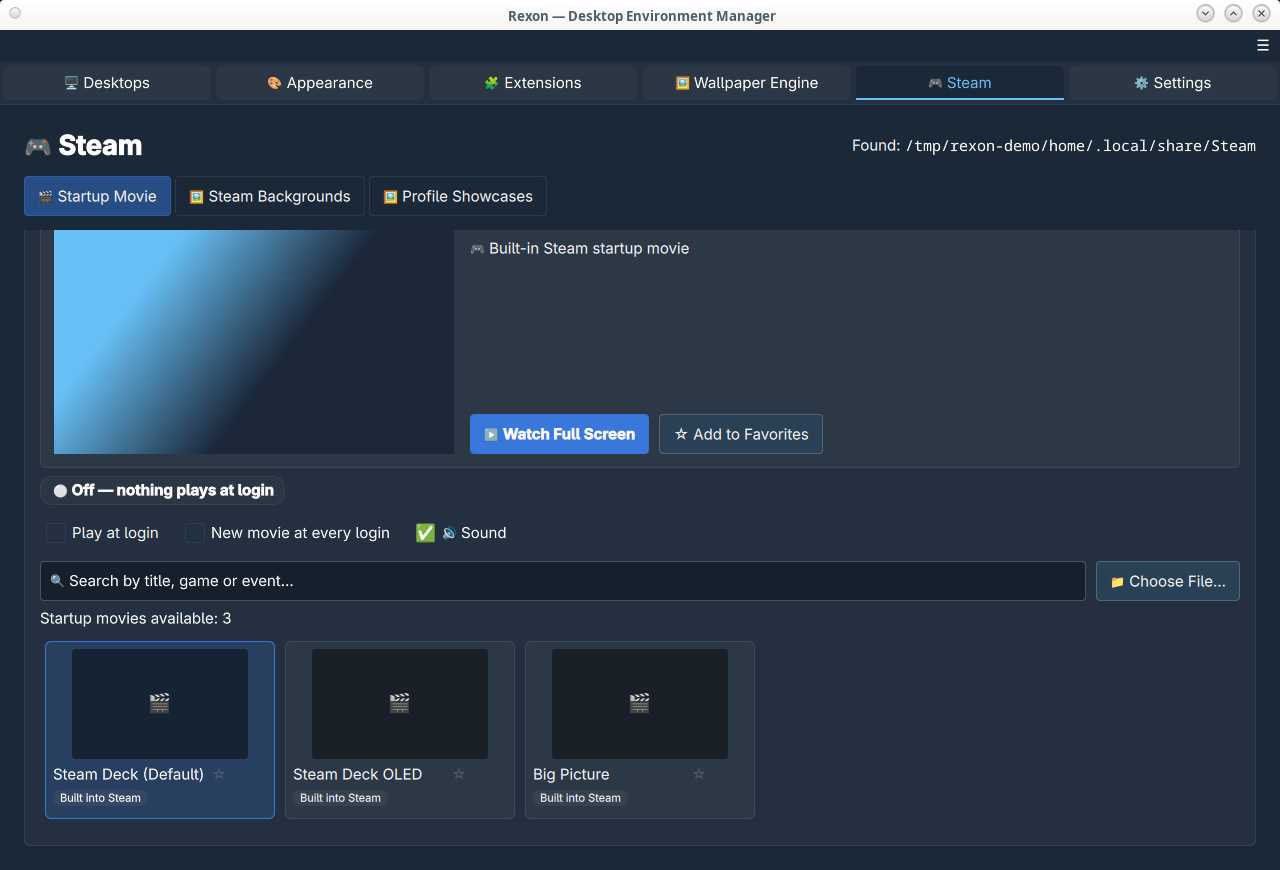 Rexon — Desktop Environment Manager
☰
🖥️ Desktops
🎨 Appearance
🧩 Extensions
🖼️ Wallpaper Engine
🎮 Steam
⚙️ Settings
🎮 Steam
Found: /tmp/rexon-demo/home/.local/share/Steam
🎬 Startup Movie
🖼️ Steam Backgrounds
🖼️ Profile Showcases
🎮 Built-in Steam startup movie
▶️ Watch Full Screen
☆ Add to Favorites
⚪ Off — nothing plays at login
Play at login
New movie at every login
✅ 🔊 Sound
🔍 Search by title, game or event...
📁 Choose File...
Startup movies available: 3
Steam Deck (Default) ☆
Built into Steam
Steam Deck OLED ☆
Built into Steam
Big Picture ☆
Built into Steam